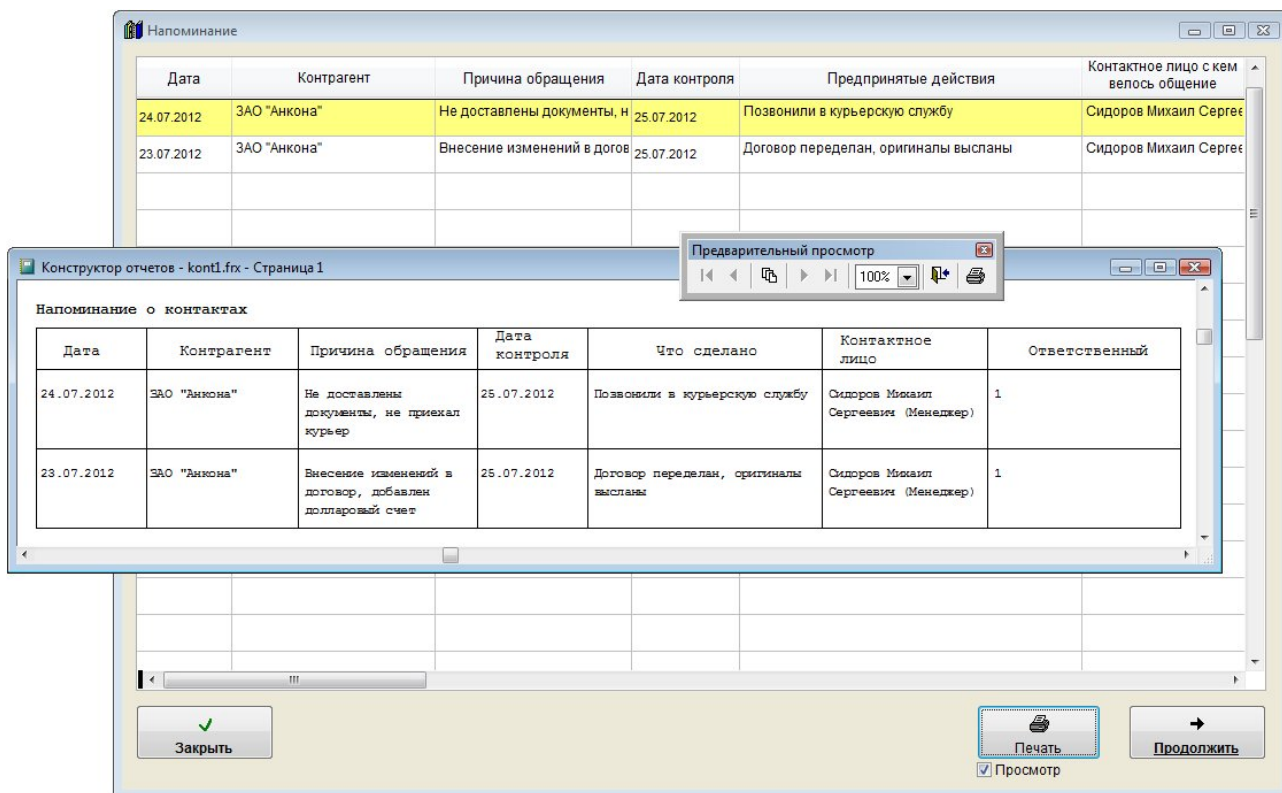 Напоминание
Дата Контрагент Причина обращения Дата контроля Предпринятые действия Контактное лицо с кем
велось общение
24.07.2012 ЗАО "Анкона" Не доставлены документы, н 25.07.2012 Позвонили в курьерскую службу Сидоров Михаил Сергее
23.07.2012 ЗАО "Анкона" Внесение изменений в догов 25.07.2012 Договор переделан, оригиналы высланы Сидоров Михаил Сергее
Предварительный просмотр
100%
Конструктор отчетов - kont1.frx - Страница 1
Напоминание о контактах
Дата Контрагент Причина обращения Дата
контроля Что сделано Контактное
лицо Ответственный
24.07.2012 ЗАО "Анкона" Не доставлены 25.07.2012 Позвонили в курьерскую службу Сидоров Михаил 1
документы, не приехал Сергеевич (Менеджер)
курьер
23.07.2012 ЗАО "Анкона" Внесение изменений в 25.07.2012 Договор переделан, оригиналы Сидоров Михаил 1
договор, добавлен высланы Сергеевич (Менеджер)
долларовый счет
Закрыть Печать Продолжить
Просмотр